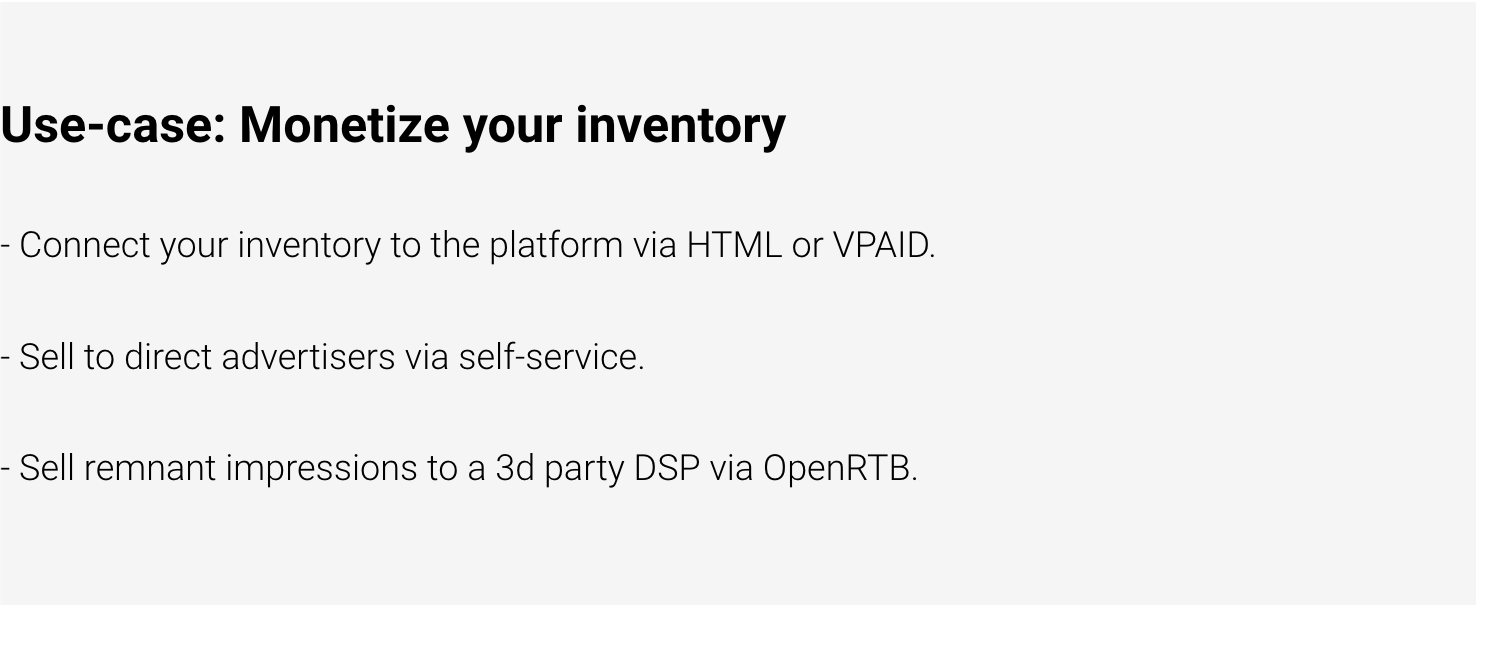 Use-case: Monetize your inventory
- Connect your inventory to the platform via HTML or VPAID.
- Sell to direct advertisers via self-service.
- Sell remnant impressions to a 3d party DSP via OpenRTB.